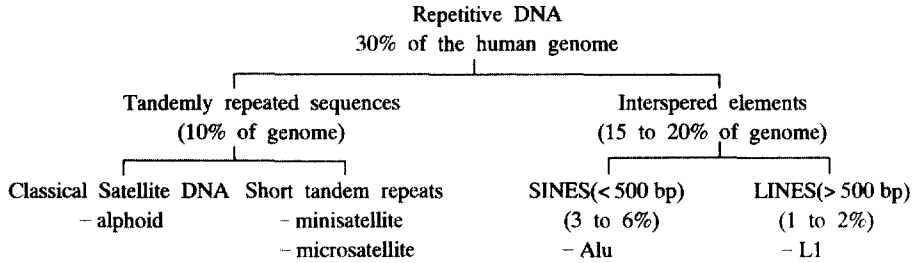 Repetitive DNA
30% of the human genome
Tandemly repeated sequences
(10% of genome)
Interspered elements
(15 to 20% of genome)
Classical Satellite DNA
– alphoid
Short tandem repeats
– minisatellite
– microsatellite
SINES(< 500 bp)
(3 to 6%)
– Alu
LINES(> 500 bp)
(1 to 2%)
– L1